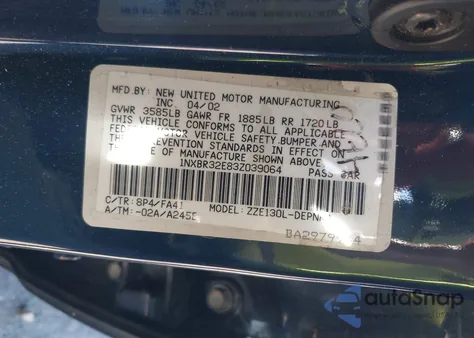 MFD.BY: NEW UNITED MOTOR MANUFACTURING
INC 04/02
GVWR 3585LB GAWR FR 1885LB RR 1720LB
THIS VEHICLE CONFORMS TO ALL APPLICABLE
FEDERAL MOTOR VEHICLE SAFETY,BUMPER AND
PREVENTION STANDARDS IN EFFECT ON
OF MANUFACTURE SHOWN ABOVE.
1NXBR32E83Z039064 PASS CAR
C/TR: 8P4/FA41
A/TM: -02A/A245E MODEL: ZZE130L-DEPN
autoSnap